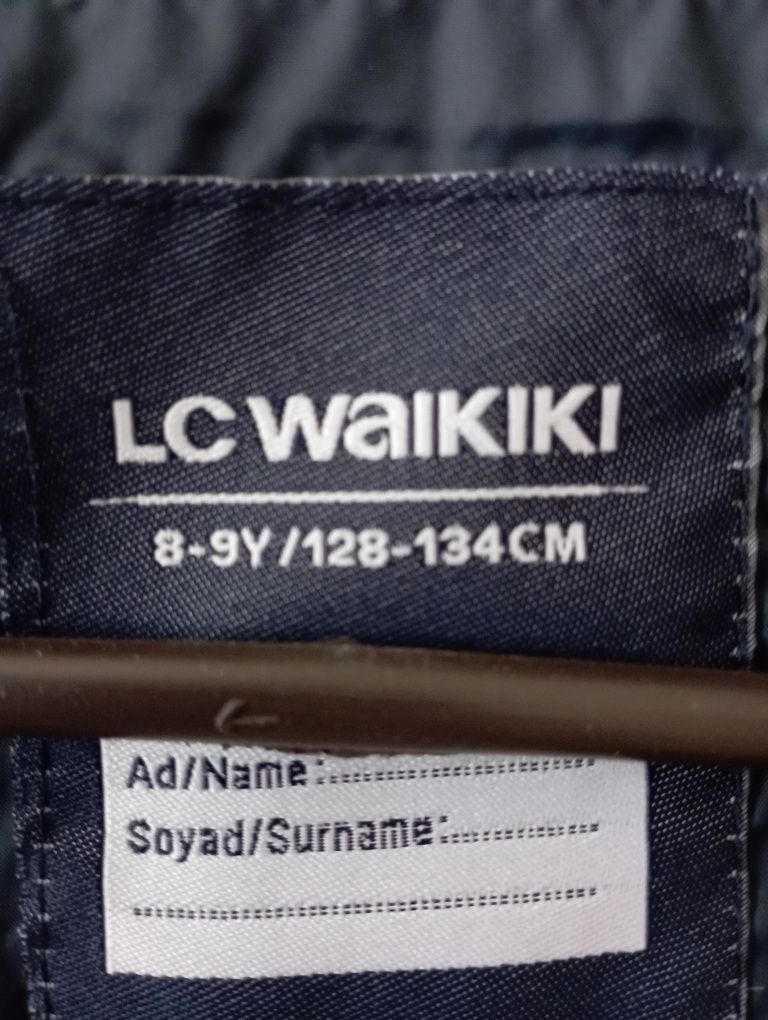 LC WAIKIKI
8-9Y/128-134CM
Ad/Name:
Soyad/Surname: